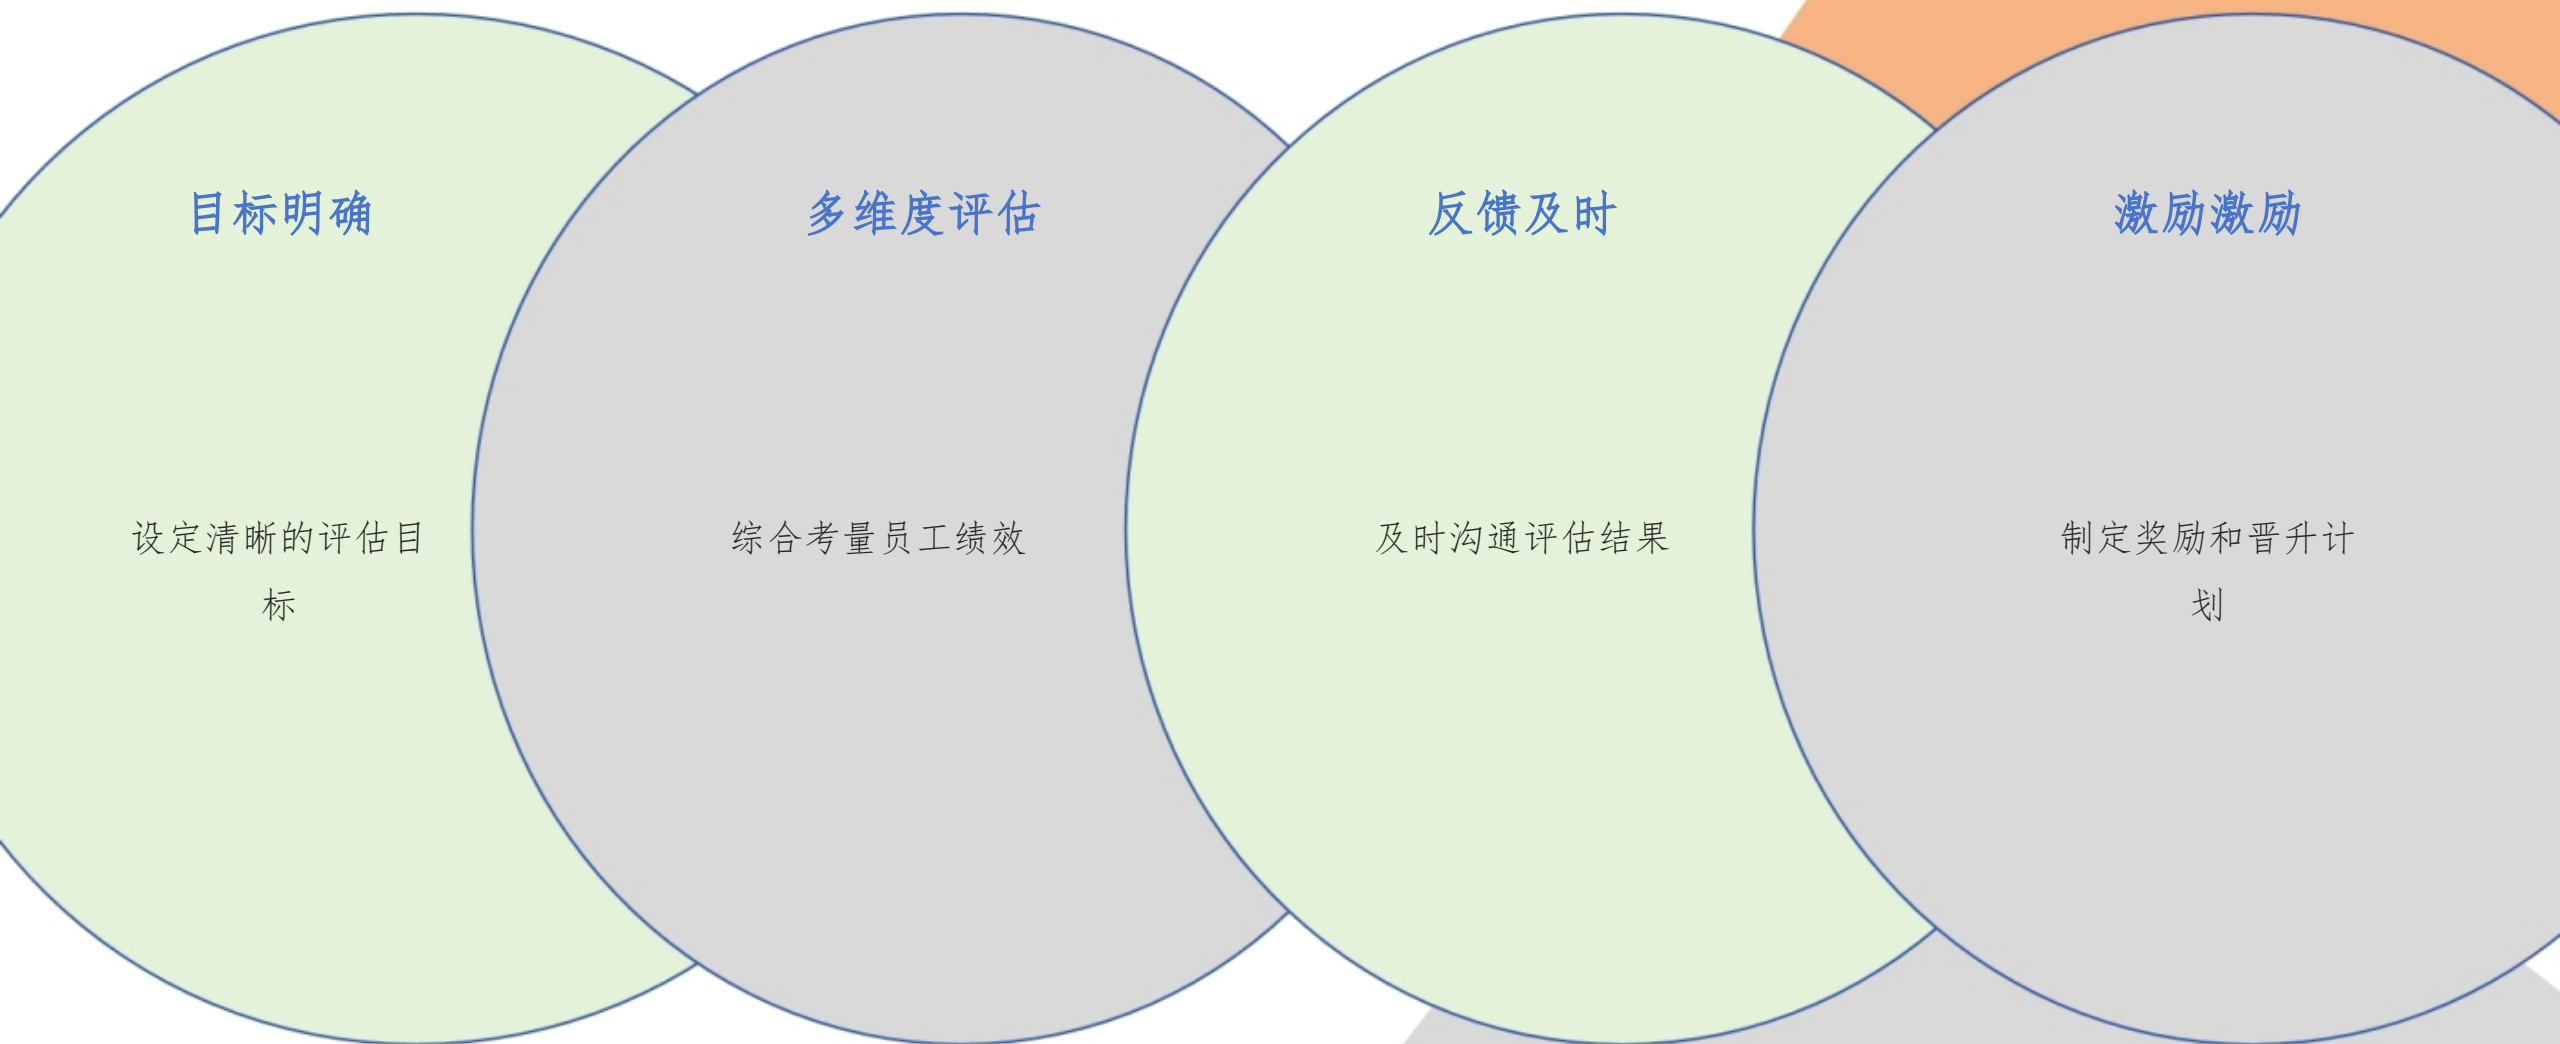 目标明确
设定清晰的评估目
标
多维度评估
综合考量员工绩效
反馈及时
及时沟通评估结果
激励激励
制定奖励和晋升计
划